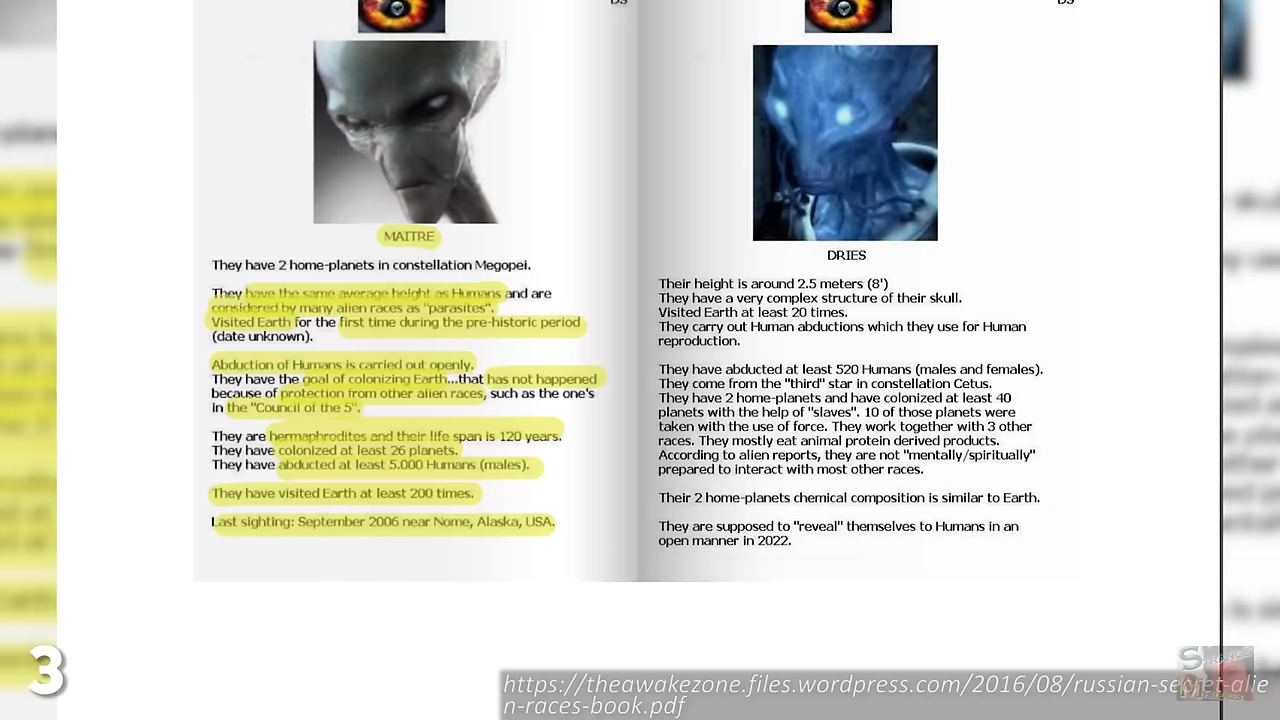 DS
MAITRE
They have 2 home-planets in constellation Megopei.
They have the same average height as Humans and are
considered by many alien races as "parasites".
Visited Earth for the first time during the pre-historic period
(date unknown).
Abduction of Humans is carried out openly.
They have the goal of colonizing Earth...that has not happened
because of protection from other alien races, such as the one's
in the "Council of the 5".
They are hermaphrodites and their life span is 120 years.
They have colonized at least 26 planets.
They have abducted at least 5.000 Humans (males).
They have visited Earth at least 200 times.
Last sighting: September 2006 near Nome, Alaska, USA.
DS
DRIES
Their height is around 2.5 meters (8')
They have a very complex structure of their skull.
Visited Earth at least 20 times.
They carry out Human abductions which they use for Human
reproduction.
They have abducted at least 520 Humans (males and females).
They come from the "third" star in constellation Cetus.
They have 2 home-planets and have colonized at least 40
planets with the help of "slaves". 10 of those planets were
taken with the use of force. They work together with 3 other
races. They mostly eat animal protein derived products.
According to alien reports, they are not "mentally/spiritually"
prepared to interact with most other races.
Their 2 home-planets chemical composition is similar to Earth.
They are supposed to "reveal" themselves to Humans in an
open manner in 2022.
3
https://theawakezone.files.wordpress.com/2016/08/russian-secret-alie
n-races-book.pdf
STRANGE